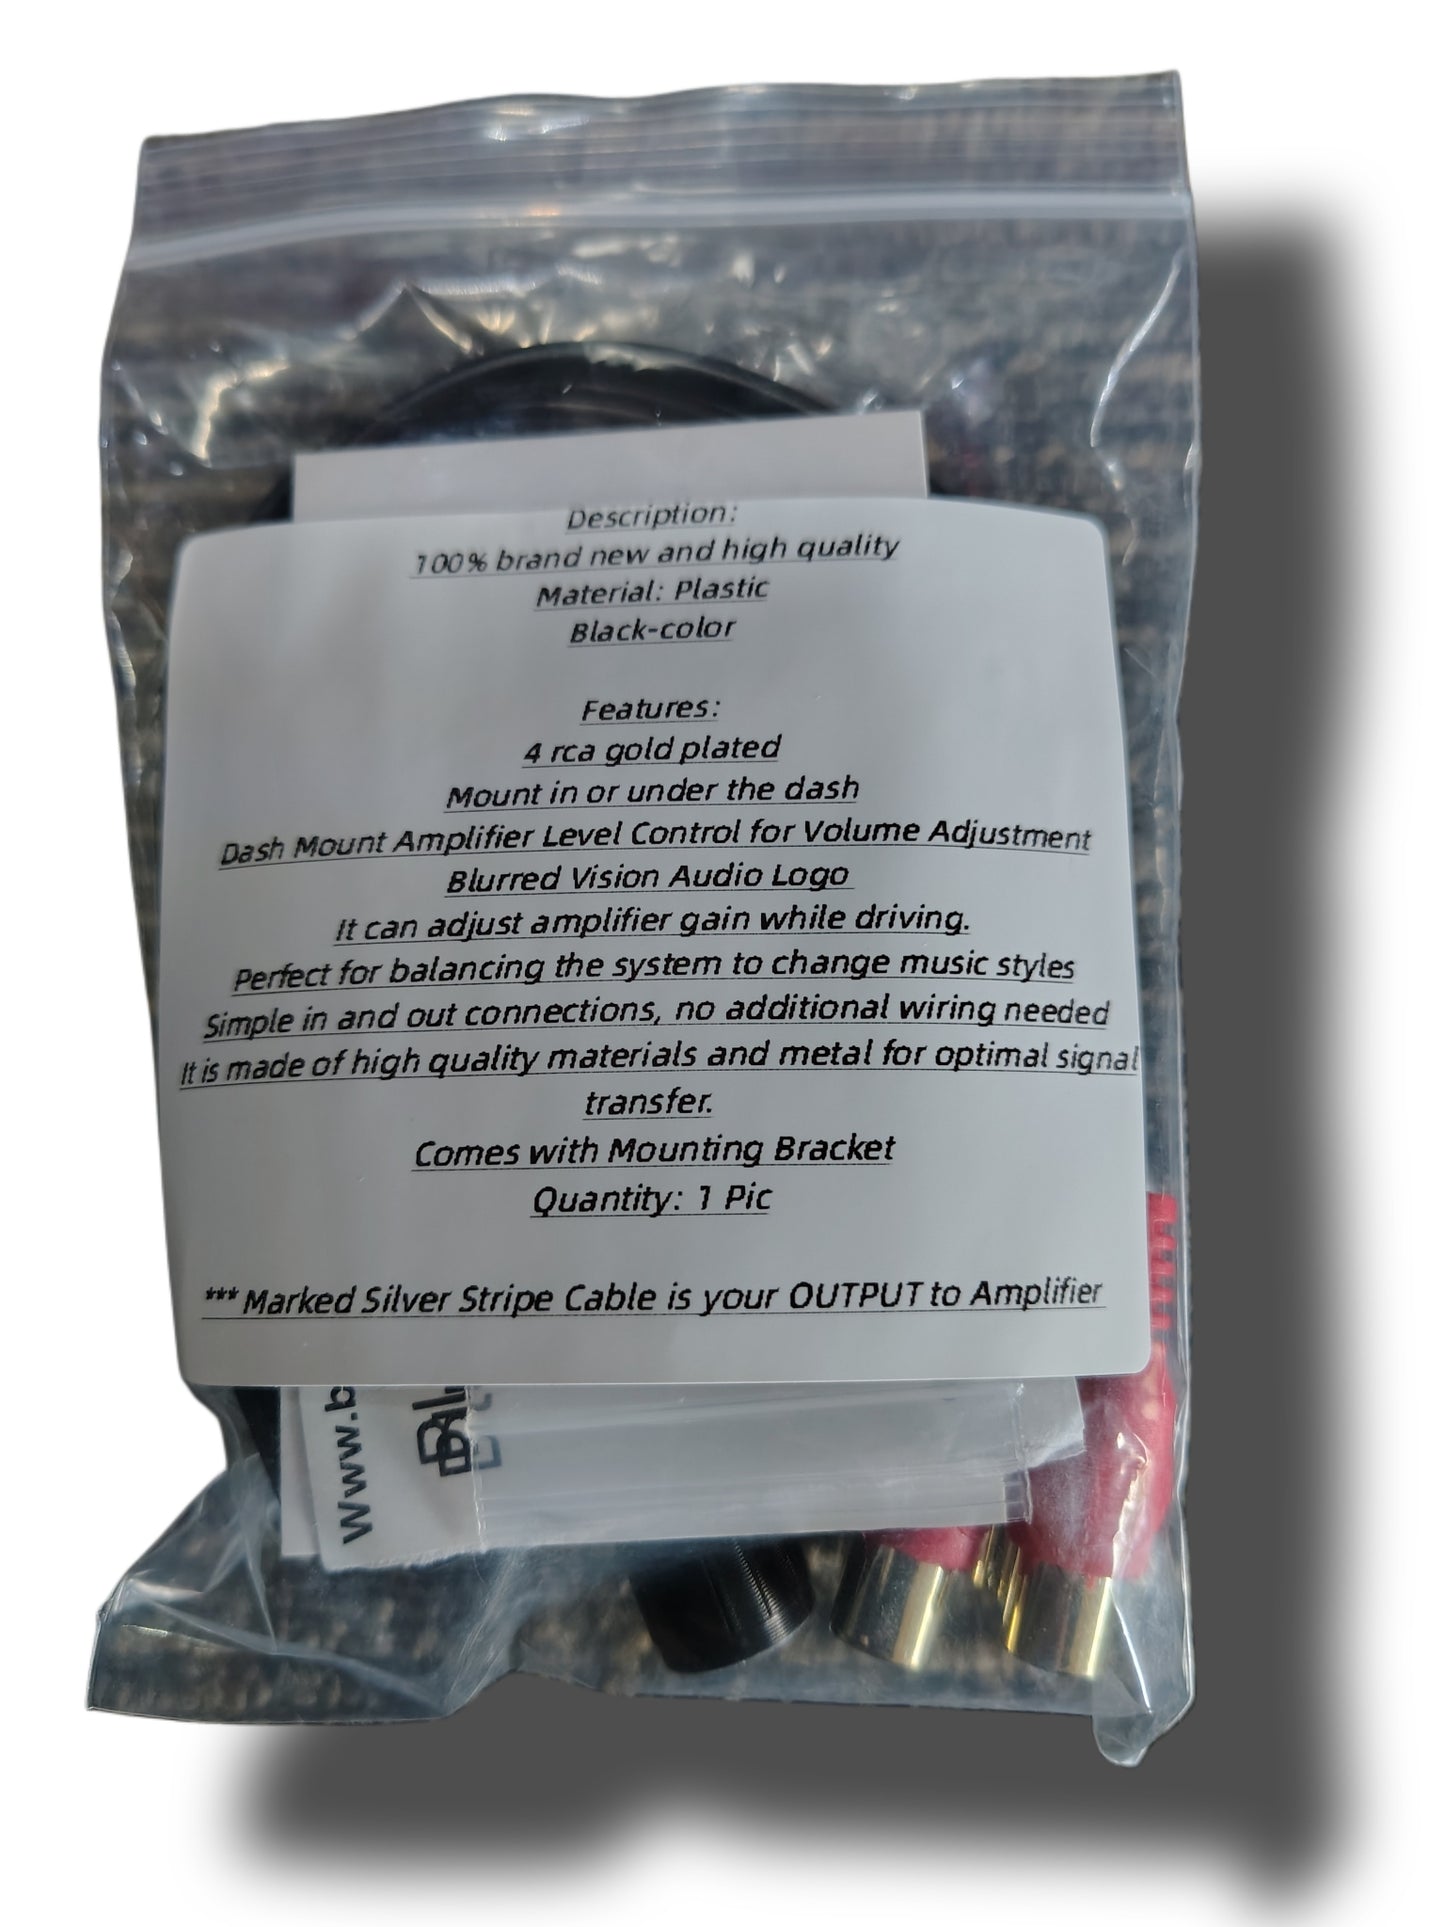 Description:
100% brand new and high quality
Material: Plastic
Black-color
Features:
4 rca gold plated
Mount in or under the dash
Dash Mount Amplifier Level Control for Volume Adjustment
Blurred Vision Audio Logo
It can adjust amplifier gain while driving.
Perfect for balancing the system to change music styles
Simple in and out connections, no additional wiring needed
It is made of high quality materials and metal for optimal signal
transfer.
Comes with Mounting Bracket
Quantity: 1 Pic
*** Marked Silver Stripe Cable is your OUTPUT to Amplifier
www.b